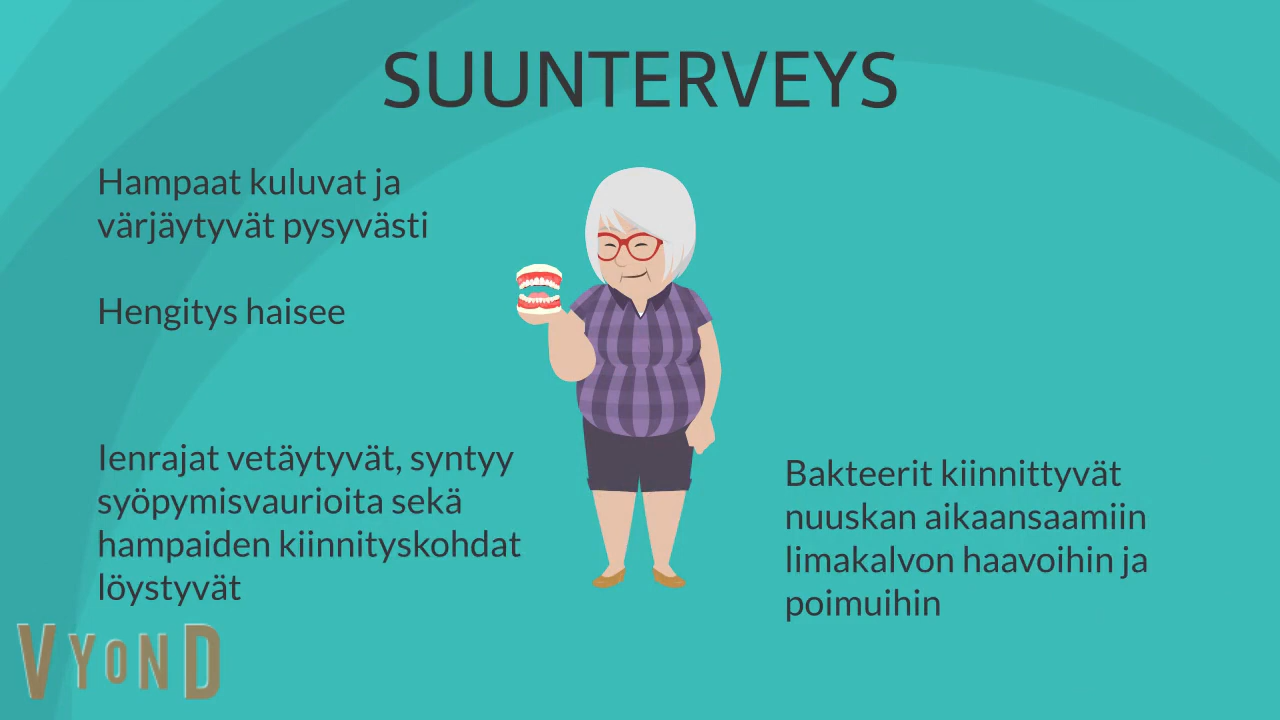 SUUNTERVEYS
Hampaat kuluvat ja
värjäytyvät pysyvästi
Hengitys haisee
Ienrajat vetäytyvät, syntyy
syöpymisvaurioita sekä
hampaiden kiinnityskohdat
löystyvät
Bakteerit kiinnittyvät
nuuskan aikaansaamiin
limakalvon haavoihin ja
poimuihin
VYOND